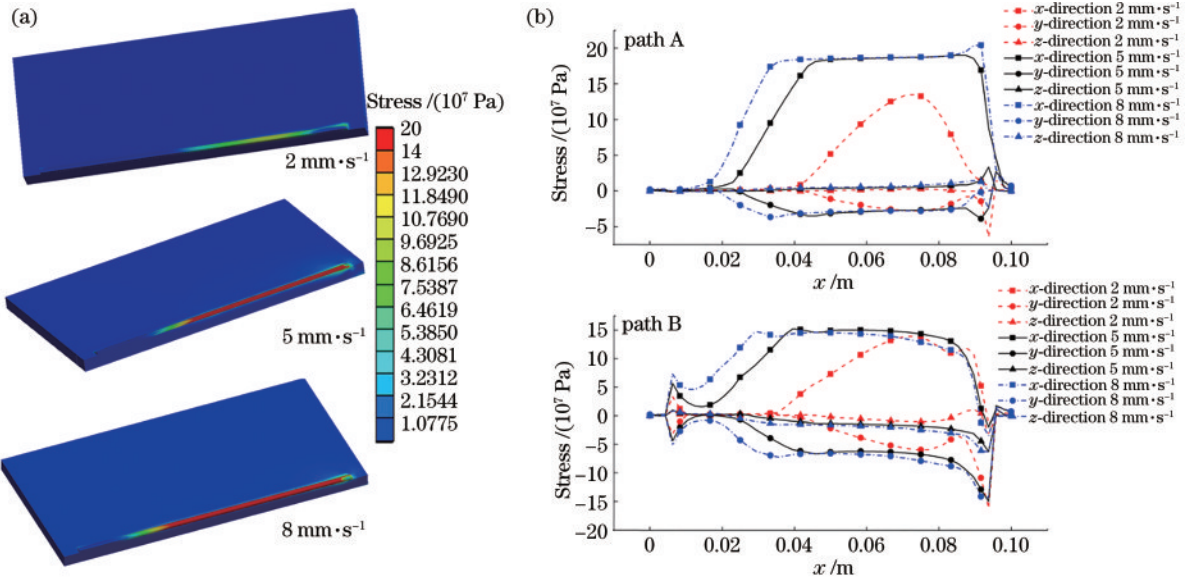 (a)
2 mm·s⁻¹
5 mm·s⁻¹
8 mm·s⁻¹
Stress /(10⁷ Pa)
20
14
12.9230
11.8490
10.7690
9.6925
8.6156
7.5387
6.4619
5.3850
4.3081
3.2312
2.1544
1.0775
(b)
path A
Stress /(10⁷ Pa)
20
15
10
5
0
−5
0
0.02
0.04
0.06
0.08
0.10
x /m
x-direction 2 mm·s⁻¹
y-direction 2 mm·s⁻¹
z-direction 2 mm·s⁻¹
x-direction 5 mm·s⁻¹
y-direction 5 mm·s⁻¹
z-direction 5 mm·s⁻¹
x-direction 8 mm·s⁻¹
y-direction 8 mm·s⁻¹
z-direction 8 mm·s⁻¹
path B
Stress /(10⁷ Pa)
15
10
5
0
−5
−10
−15
−20
0
0.02
0.04
0.06
0.08
0.10
x /m
x-direction 2 mm·s⁻¹
y-direction 2 mm·s⁻¹
z-direction 2 mm·s⁻¹
x-direction 5 mm·s⁻¹
y-direction 5 mm·s⁻¹
z-direction 5 mm·s⁻¹
x-direction 8 mm·s⁻¹
y-direction 8 mm·s⁻¹
z-direction 8 mm·s⁻¹